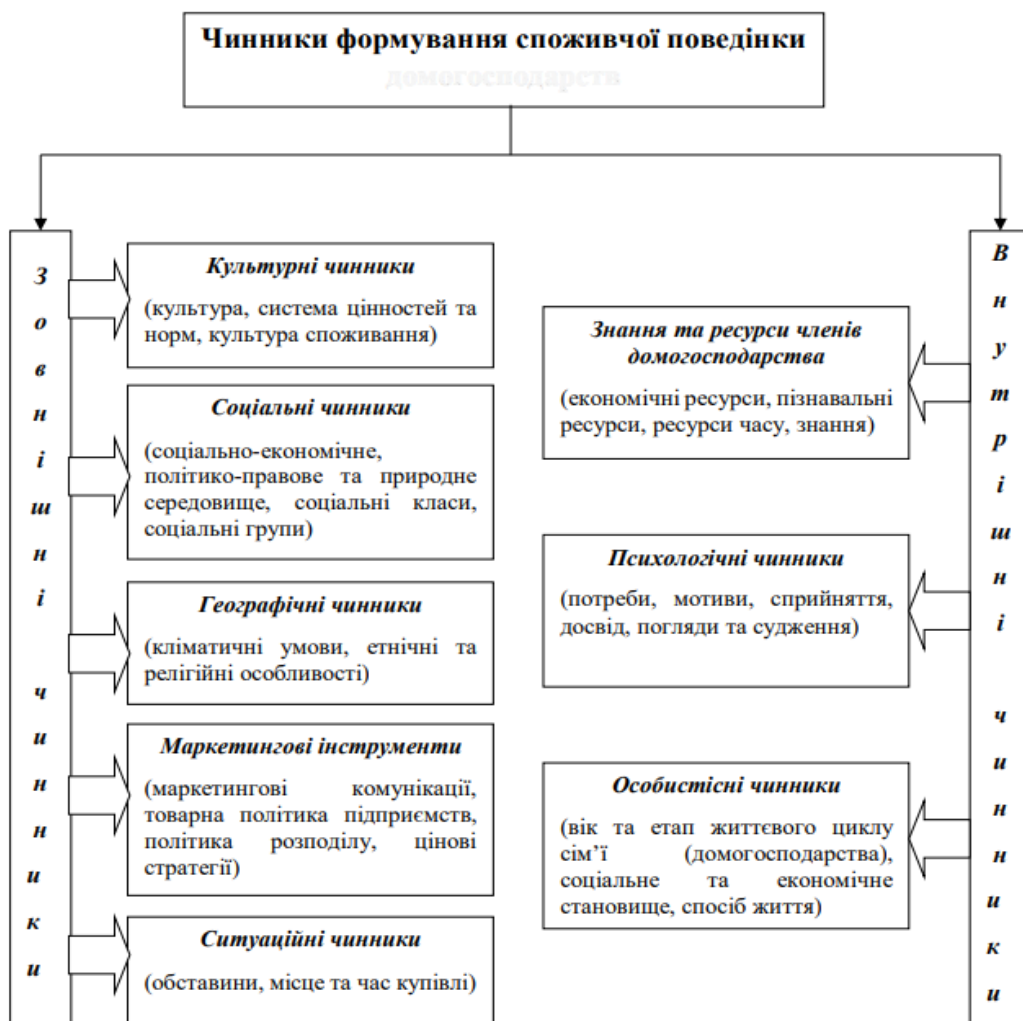 Чинники формування споживчої поведінки
домогосподарств
Зовнішні чинники
Культурні чинники
(культура, система цінностей та
норм, культура споживання)
Соціальні чинники
(соціально-економічне,
політико-правове та природне
середовище, соціальні класи,
соціальні групи)
Географічні чинники
(кліматичні умови, етнічні та
релігійні особливості)
Маркетингові інструменти
(маркетингові комунікації,
товарна політика підприємств,
політика розподілу, цінові
стратегії)
Ситуаційні чинники
(обставини, місце та час купівлі)
Знання та ресурси членів
домогосподарства
(економічні ресурси, пізнавальні
ресурси, ресурси часу, знання)
Психологічні чинники
(потреби, мотиви, сприйняття,
досвід, погляди та судження)
Особистісні чинники
(вік та етап життєвого циклу
сім’ї (домогосподарства),
соціальне та економічне
становище, спосіб життя)
Внутрішні чинники